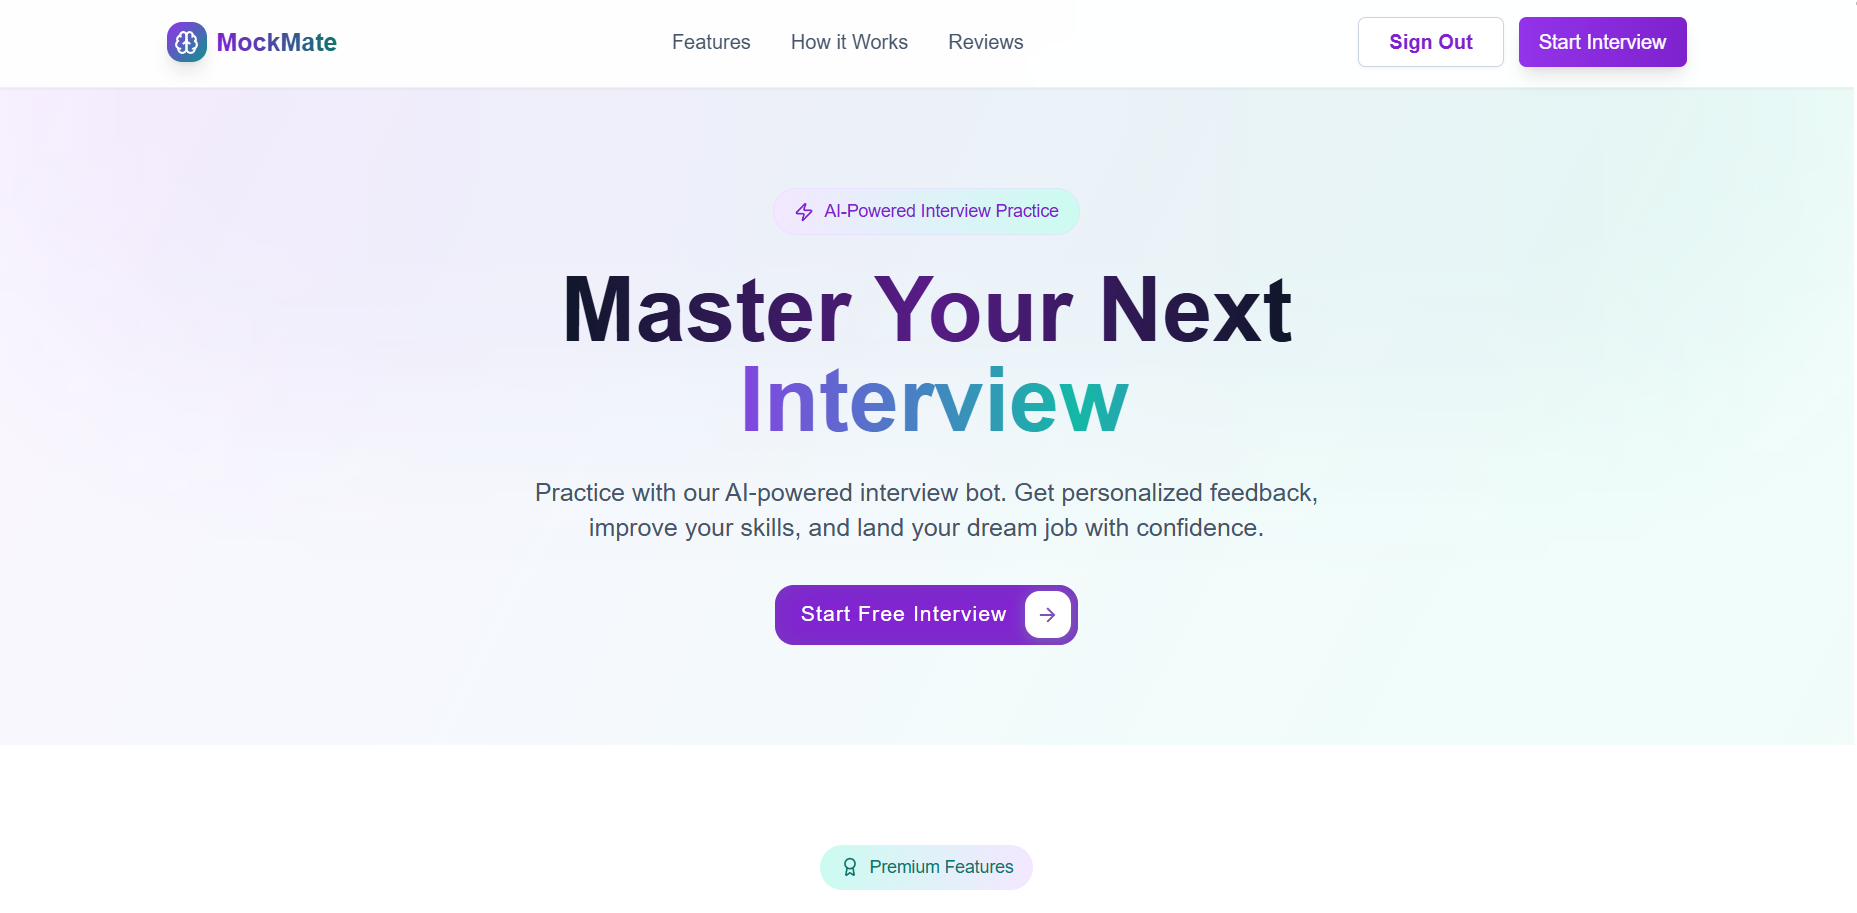 MockMate
Features
How it Works
Reviews
Sign Out
Start Interview
AI-Powered Interview Practice
Master Your Next
Interview
Practice with our AI-powered interview bot. Get personalized feedback,
improve your skills, and land your dream job with confidence.
Start Free Interview
Premium Features